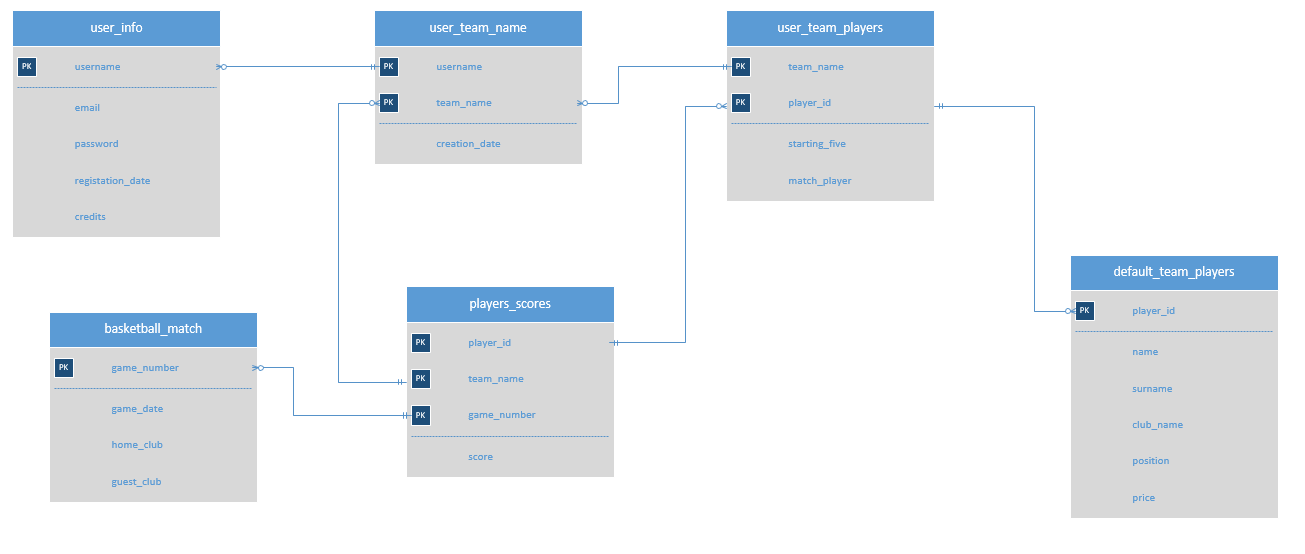 user_info
PK username
email
password
registation_date
credits
user_team_name
PK username
PK team_name
creation_date
user_team_players
PK team_name
PK player_id
starting_five
match_player
default_team_players
PK player_id
name
surname
club_name
position
price
players_scores
PK player_id
PK team_name
PK game_number
score
basketball_match
PK game_number
game_date
home_club
guest_club